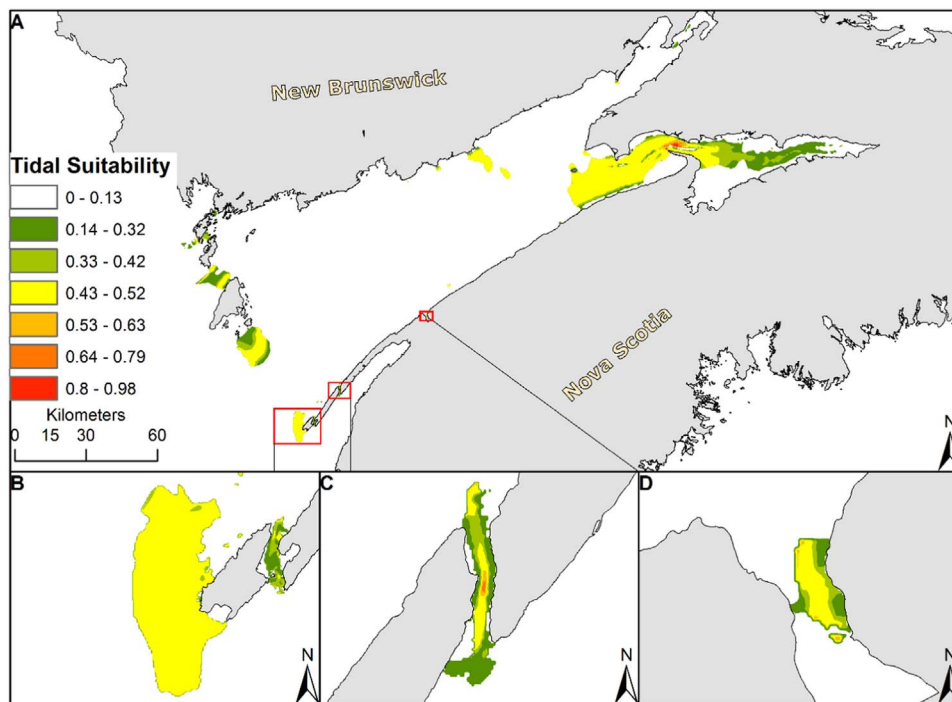 A
New Brunswick
Tidal Suitability
0 - 0.13
0.14 - 0.32
0.33 - 0.42
0.43 - 0.52
0.53 - 0.63
0.64 - 0.79
0.8 - 0.98
Kilometers
0 15 30 60
Nova Scotia
N
B
N
C
N
D
N